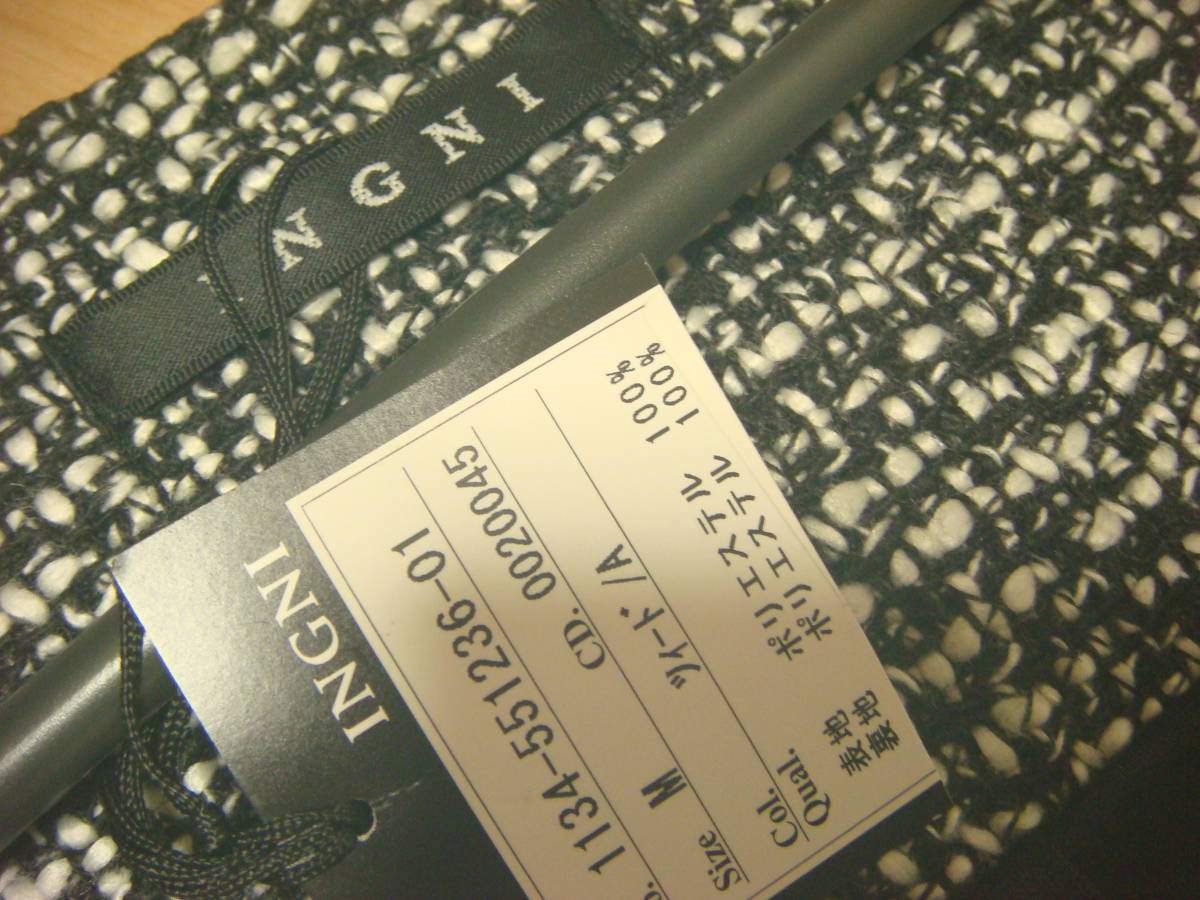 INGNI
INGNI
o. 1134-551236-01
Size M CD. 0020045
Col. ツィード/A
Qual.
表地 ポリエステル 100%
裏地 ポリエステル 100%